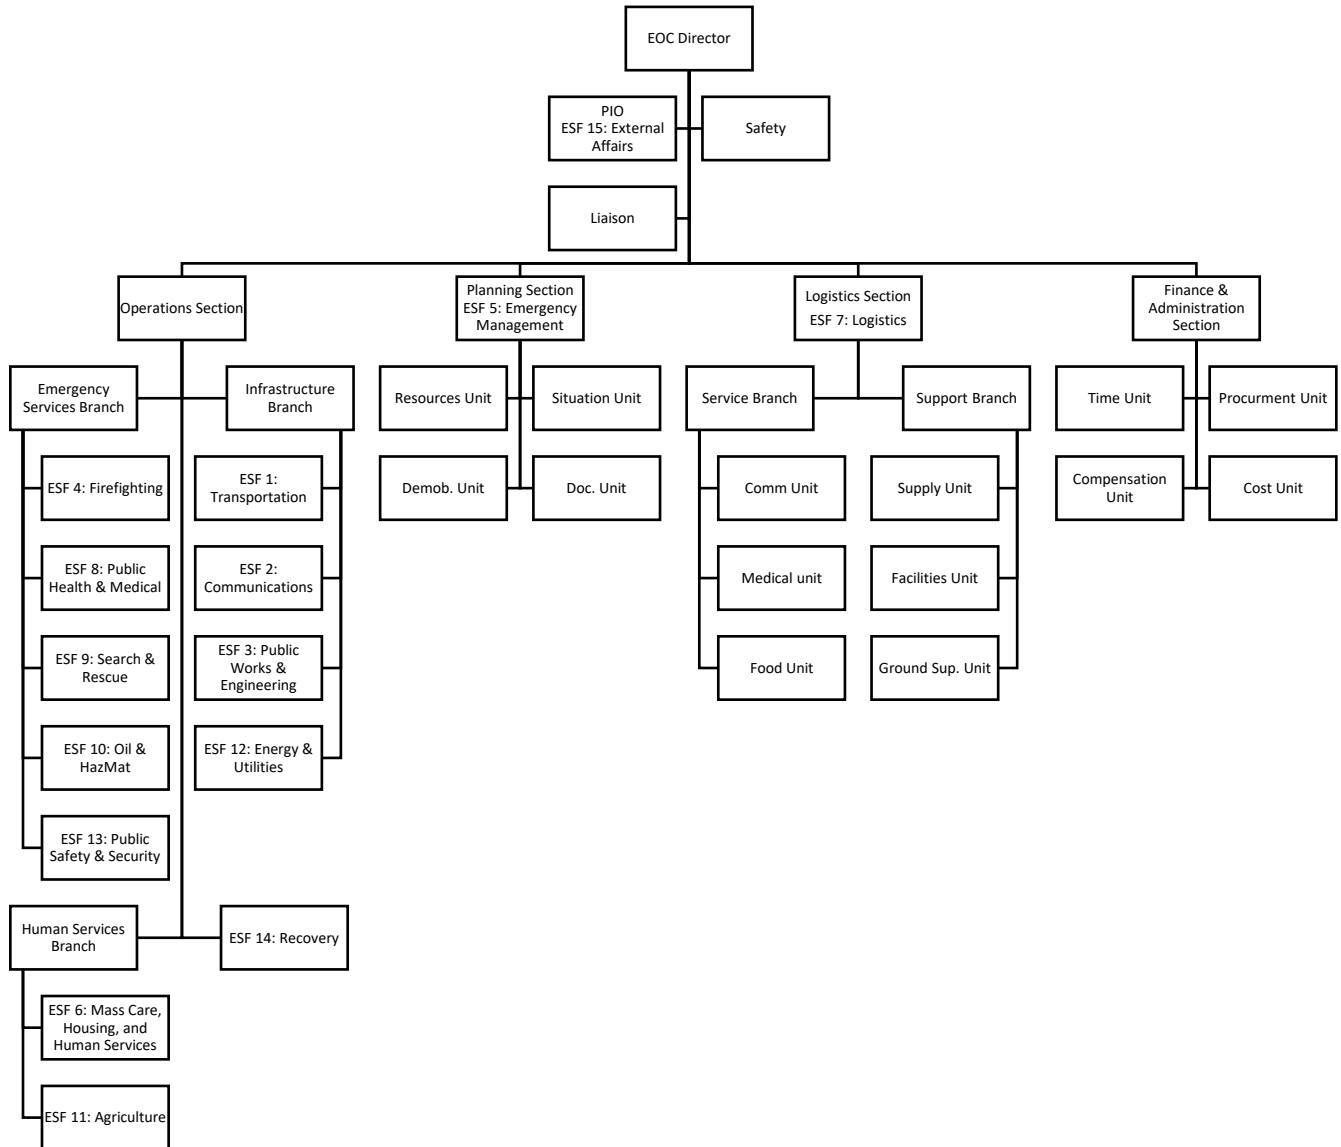 EOC Director
PIO
ESF 15: External
Affairs
Safety
Liaison
Operations Section
Planning Section
ESF 5: Emergency
Management
Logistics Section
ESF 7: Logistics
Finance &
Administration
Section
Emergency
Services Branch
Infrastructure
Branch
Resources Unit
Situation Unit
Service Branch
Support Branch
Time Unit
Procurment Unit
ESF 4: Firefighting
ESF 1:
Transportation
Demob. Unit
Doc. Unit
Comm Unit
Supply Unit
Compensation
Unit
Cost Unit
ESF 8: Public
Health & Medical
ESF 2:
Communications
Medical unit
Facilities Unit
ESF 9: Search &
Rescue
ESF 3: Public
Works &
Engineering
Food Unit
Ground Sup. Unit
ESF 10: Oil &
HazMat
ESF 12: Energy &
Utilities
ESF 13: Public
Safety & Security
Human Services
Branch
ESF 14: Recovery
ESF 6: Mass Care,
Housing, and
Human Services
ESF 11: Agriculture